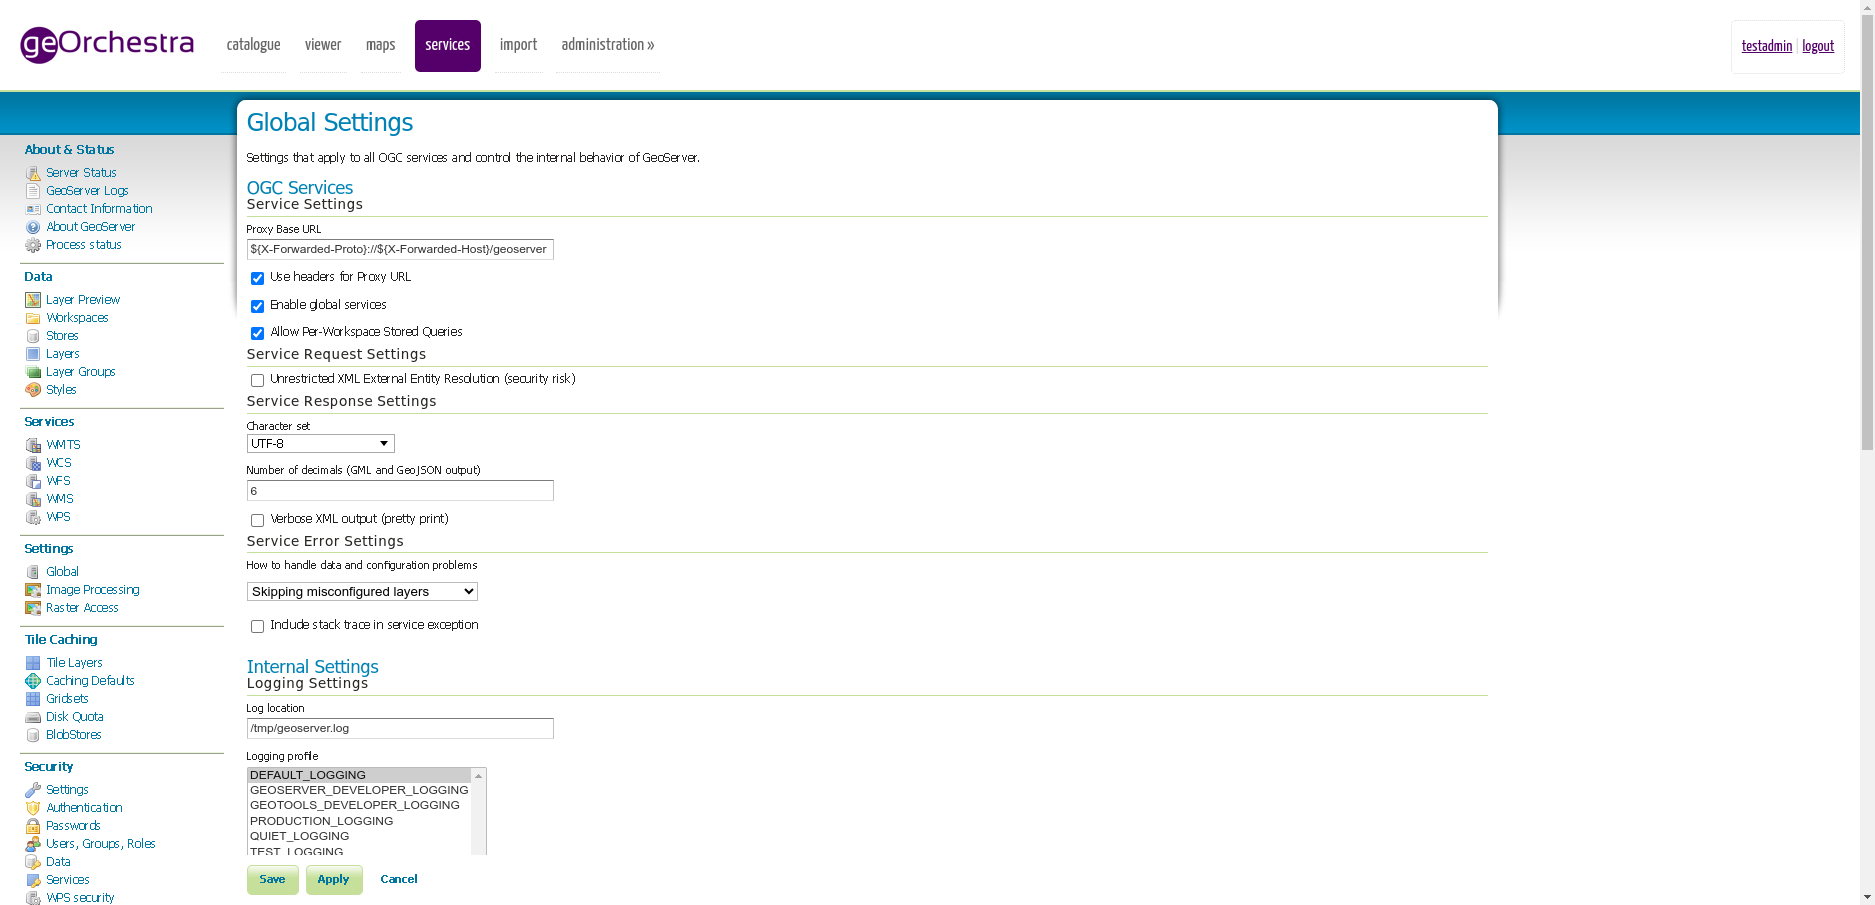 geOrchestra
catalogue viewer maps services import administration »
testadmin | logout
Global Settings
Settings that apply to all OGC services and control the internal behavior of GeoServer.
About & Status
Server Status
GeoServer Logs
Contact Information
About GeoServer
Process status
Data
Layer Preview
Workspaces
Stores
Layers
Layer Groups
Styles
Services
WMTS
WCS
WFS
WMS
WPS
Settings
Global
Image Processing
Raster Access
Tile Caching
Tile Layers
Caching Defaults
Gridsets
Disk Quota
BlobStores
Security
Settings
Authentication
Passwords
Users, Groups, Roles
Data
Services
WPS security
OGC Services
Service Settings
Proxy Base URL
${X-Forwarded-Proto}://${X-Forwarded-Host}/geoserver
Use headers for Proxy URL
Enable global services
Allow Per-Workspace Stored Queries
Service Request Settings
Unrestricted XML External Entity Resolution (security risk)
Service Response Settings
Character set
UTF-8
Number of decimals (GML and GeoJSON output)
6
Verbose XML output (pretty print)
Service Error Settings
How to handle data and configuration problems
Skipping misconfigured layers
Include stack trace in service exception
Internal Settings
Logging Settings
Log location
/tmp/geoserver.log
Logging profile
DEFAULT_LOGGING
GEOSERVER_DEVELOPER_LOGGING
GEOTOOLS_DEVELOPER_LOGGING
PRODUCTION_LOGGING
QUIET_LOGGING
TEST_LOGGING
Save Apply Cancel